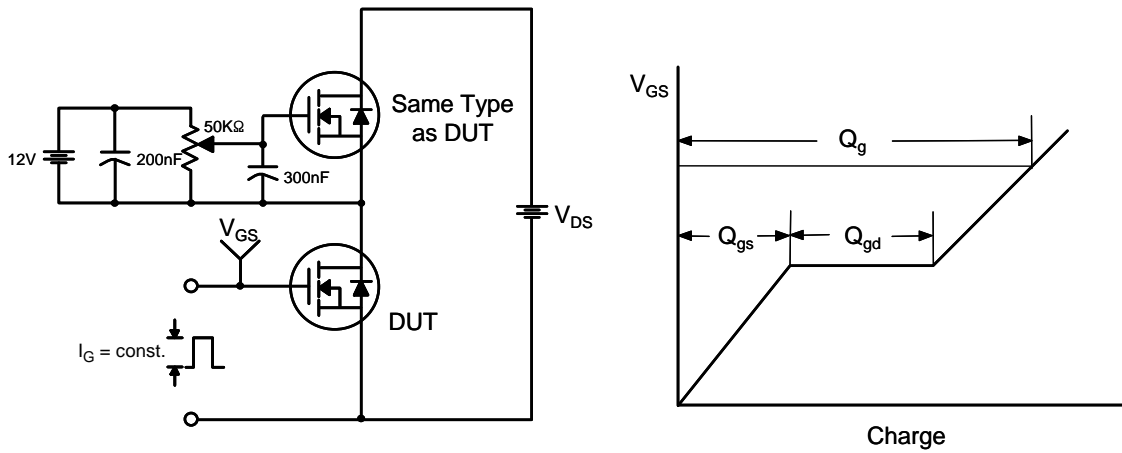 12V
200nF
50KΩ
300nF
Same Type
as DUT
V_DS
V_GS
DUT
I_G = const.
V_GS
Q_g
Q_gs
Q_gd
Charge